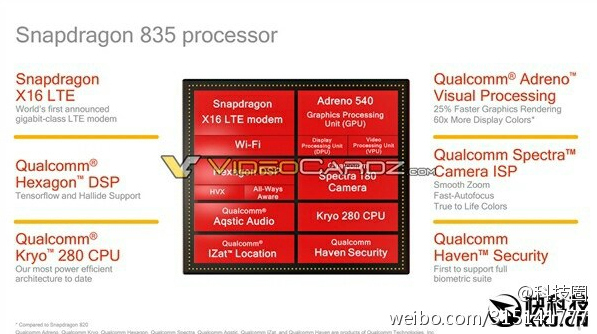 Snapdragon 835 processor
Snapdragon
X16 LTE
World's first announced
gigabit-class LTE modem
Qualcomm®
Hexagon™ DSP
Tensorflow and Hallide Support
Qualcomm®
Kryo™ 280 CPU
Our most power efficient
architecture to date
Snapdragon
X16 LTE modem
Adreno 540
Graphics Processing
Unit (GPU)
Wi-Fi
Display
Processing Unit
(DPU)
Video
Processing Unit
(VPU)
VIDEOCARDZ.COM
Hexagon DSP
HVX
All-Ways
Aware
Spectra 180
Camera
Qualcomm®
Aqstic Audio
Kryo 280 CPU
Qualcomm®
IZat™ Location
Qualcomm
Haven Security
Qualcomm® Adreno™
Visual Processing
25% Faster Graphics Rendering
60x More Display Colors*
Qualcomm Spectra™
Camera ISP
Smooth Zoom
Fast-Autofocus
True to Life Colors
Qualcomm
Haven™ Security
First to support full
biometric suite
* Compared to Snapdragon 820
Qualcomm Adreno, Qualcomm Kryo, Qualcomm Hexagon, Qualcomm Spectra, Qualcomm Aqstic, Qualcomm IZat, and Qualcomm Haven are products of Qualcomm Technologies, Inc.
@科技圈
快科技
weibo.com/315141777